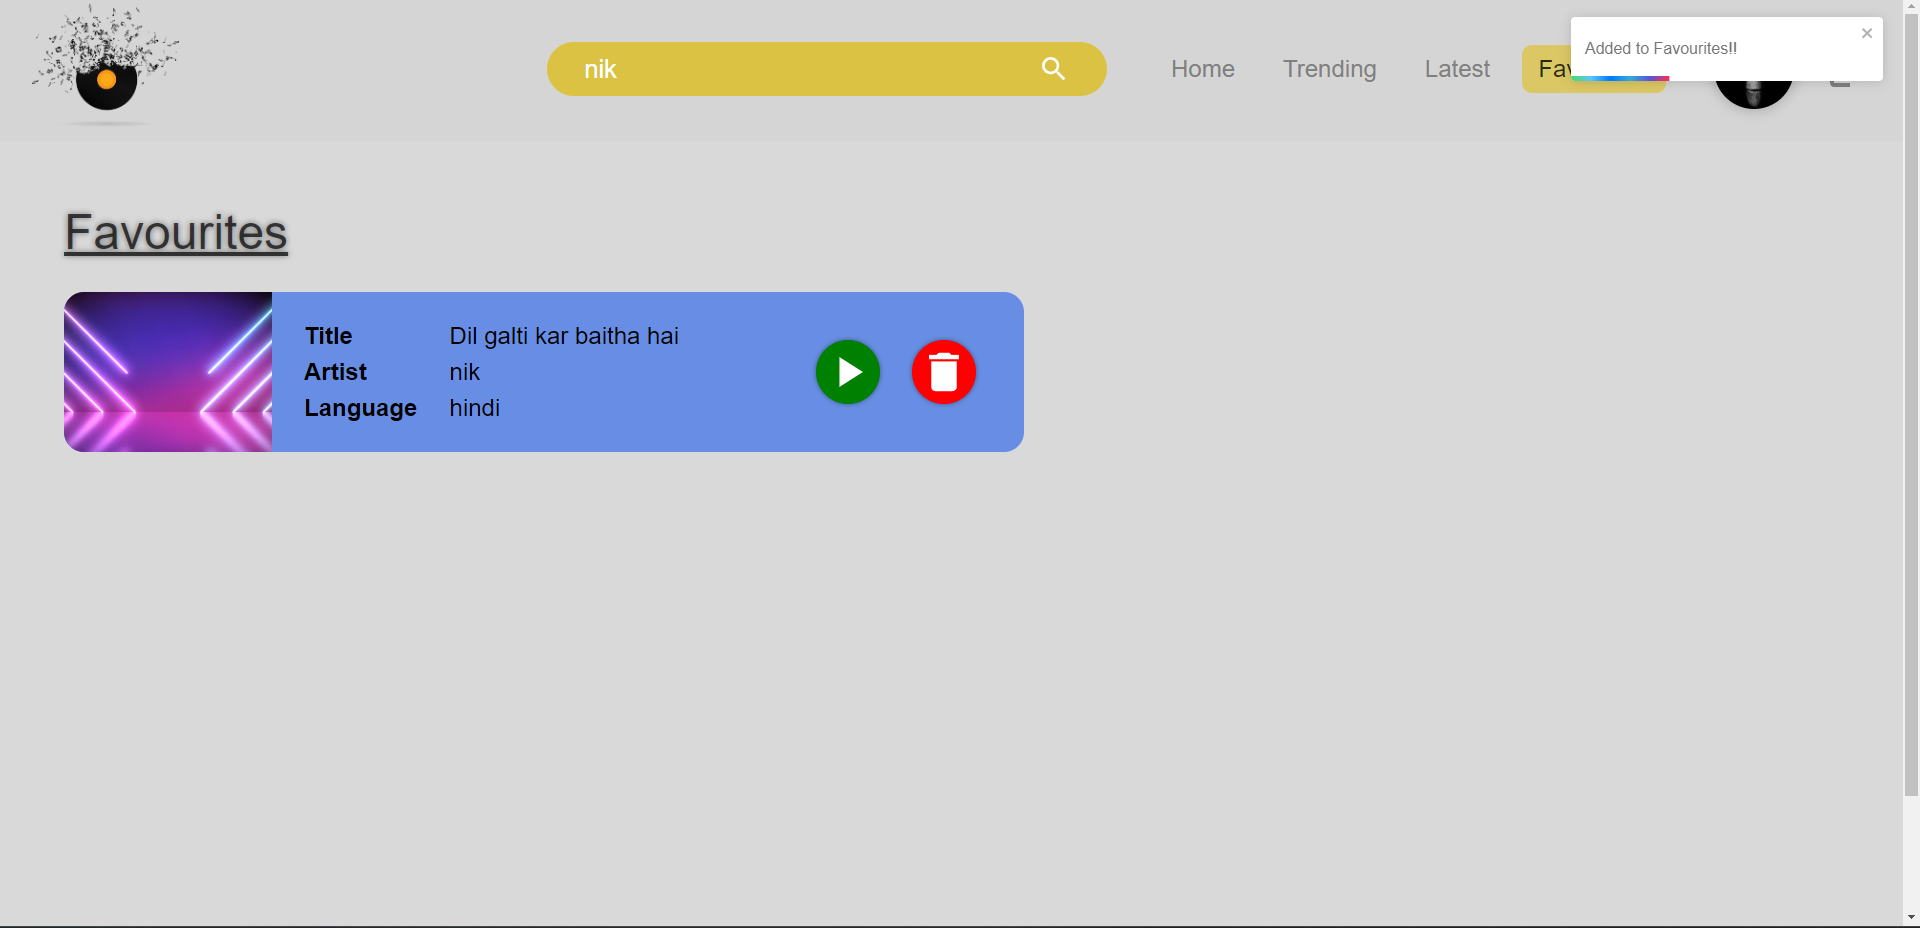 nik
Home
Trending
Latest
Fav
Added to Favourites!!
×
Favourites
Title Dil galti kar baitha hai
Artist nik
Language hindi